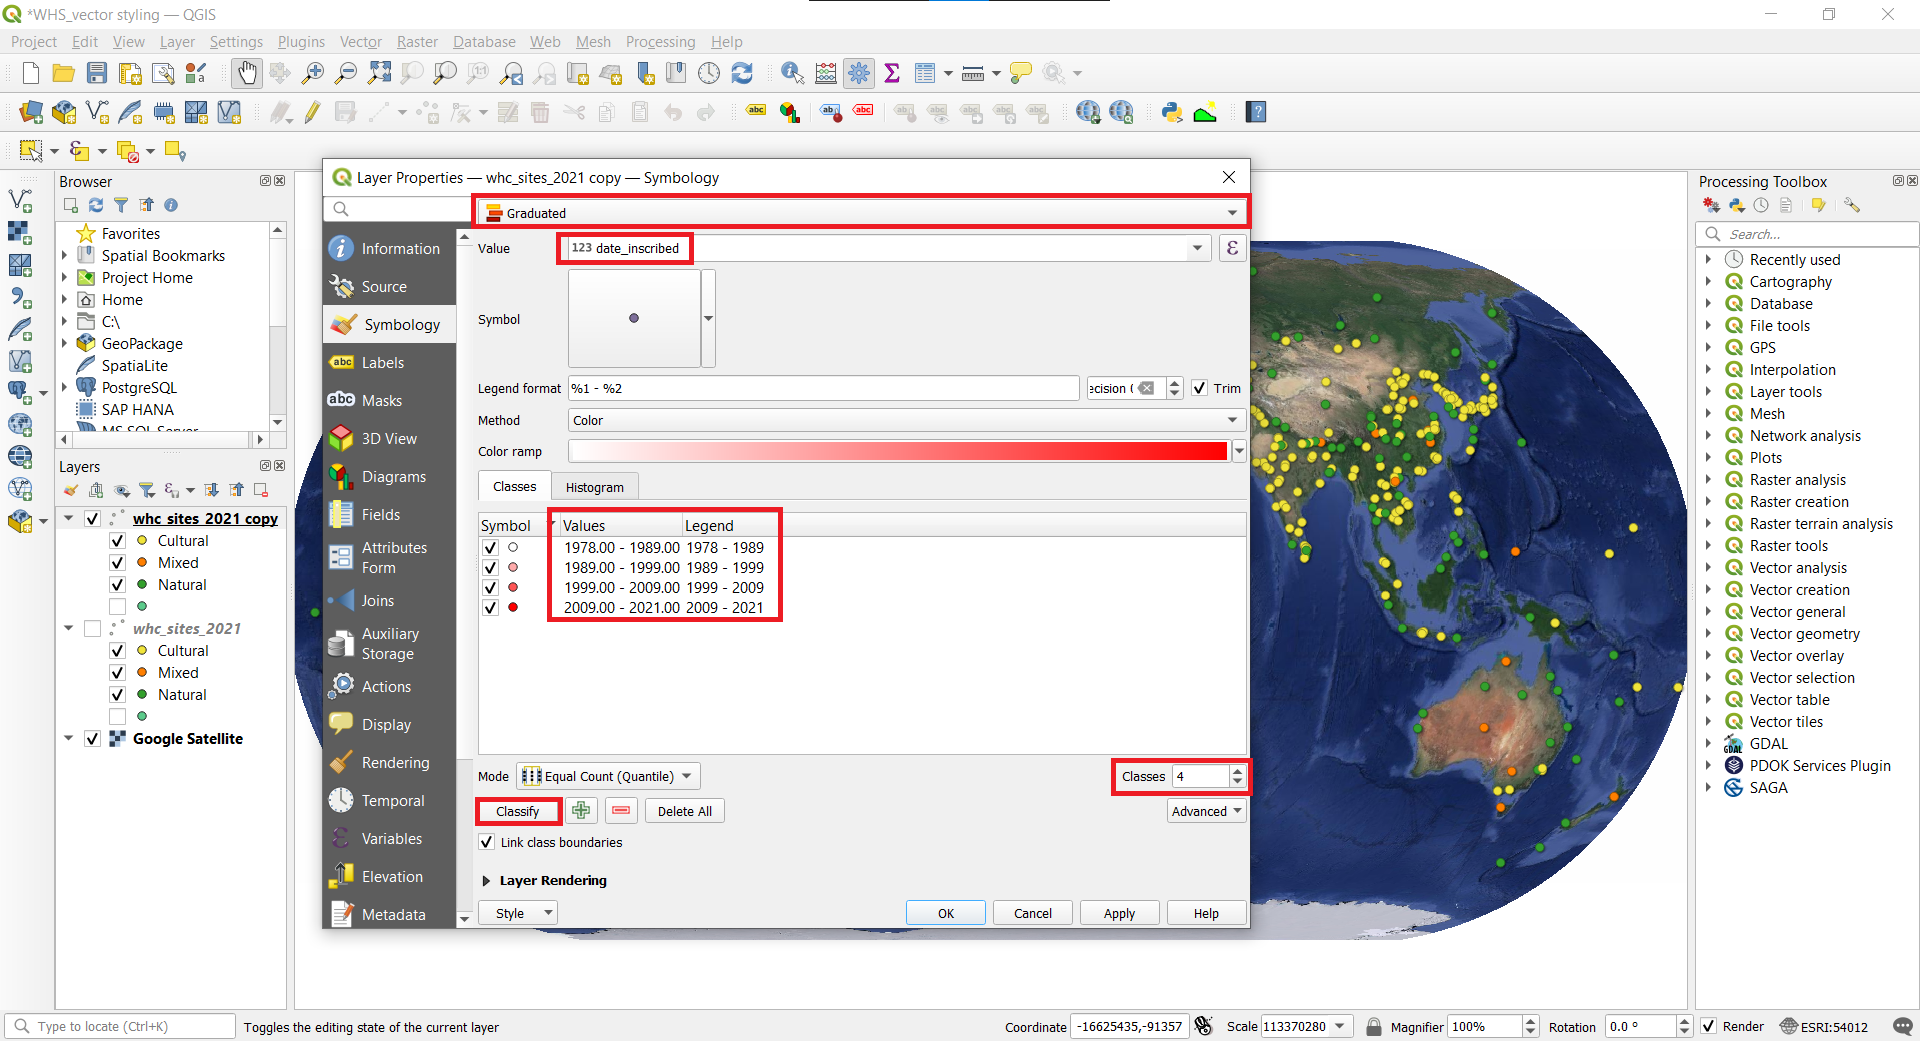 *WHS_vector styling — QGIS
Project Edit View Layer Settings Plugins Vector Raster Database Web Mesh Processing Help
Browser
Favorites
Spatial Bookmarks
Project Home
Home
C:\
GeoPackage
SpatiaLite
PostgreSQL
SAP HANA
MS SQL Server
Layers
whc_sites_2021 copy
Cultural
Mixed
Natural
whc_sites_2021
Cultural
Mixed
Natural
Google Satellite
Layer Properties — whc_sites_2021 copy — Symbology
Information
Source
Symbology
Labels
Masks
3D View
Diagrams
Fields
Attributes
Form
Joins
Auxiliary
Storage
Actions
Display
Rendering
Temporal
Variables
Elevation
Metadata
Graduated
Value 123 date_inscribed
Symbol
Legend format %1 - %2 Trim
Method Color
Color ramp
Classes Histogram
Symbol Values Legend
1978.00 - 1989.00 1978 - 1989
1989.00 - 1999.00 1989 - 1999
1999.00 - 2009.00 1999 - 2009
2009.00 - 2021.00 2009 - 2021
Mode Equal Count (Quantile) Classes 4
Classify Delete All Advanced
Link class boundaries
Layer Rendering
Style OK Cancel Apply Help
Processing Toolbox
Search...
Recently used
Cartography
Database
File tools
GPS
Interpolation
Layer tools
Mesh
Network analysis
Plots
Raster analysis
Raster creation
Raster terrain analysis
Raster tools
Vector analysis
Vector creation
Vector general
Vector geometry
Vector overlay
Vector selection
Vector table
Vector tiles
GDAL
PDOK Services Plugin
SAGA
Type to locate (Ctrl+K) Toggles the editing state of the current layer Coordinate -16625435,-91357 Scale 113370280 Magnifier 100% Rotation 0.0 ° Render ESRI:54012